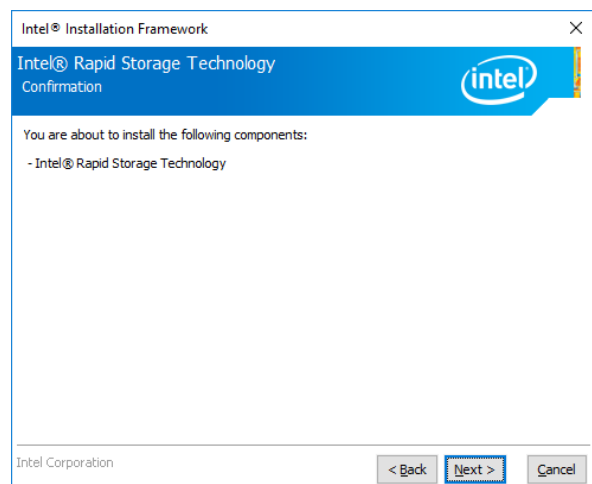 Intel® Installation Framework
Intel® Rapid Storage Technology
Confirmation
intel
You are about to install the following components:
- Intel® Rapid Storage Technology
Intel Corporation
< Back Next > Cancel